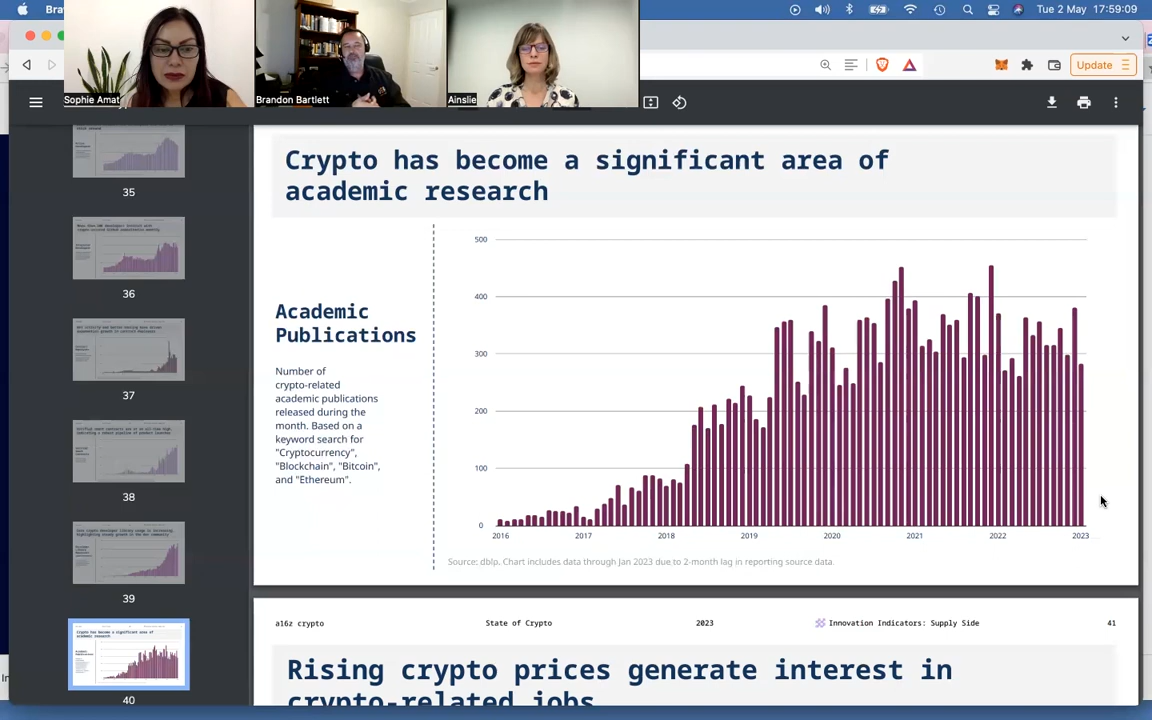 Brav
Tue 2 May 17:59:09
Sophie Amat
Brandon Bartlett
Ainslie
Update
35
36
37
38
39
40
Crypto has become a significant area of
academic research
Academic
Publications
Number of
crypto-related
academic publications
released during the
month. Based on a
keyword search for
"Cryptocurrency",
"Blockchain", "Bitcoin",
and "Ethereum".
500
400
300
200
100
0
2016
2017
2018
2019
2020
2021
2022
2023
Source: dblp. Chart includes data through Jan 2023 due to 2-month lag in reporting source data.
a16z crypto
State of Crypto
2023
Innovation Indicators: Supply Side
41
Rising crypto prices generate interest in
crypto-related jobs